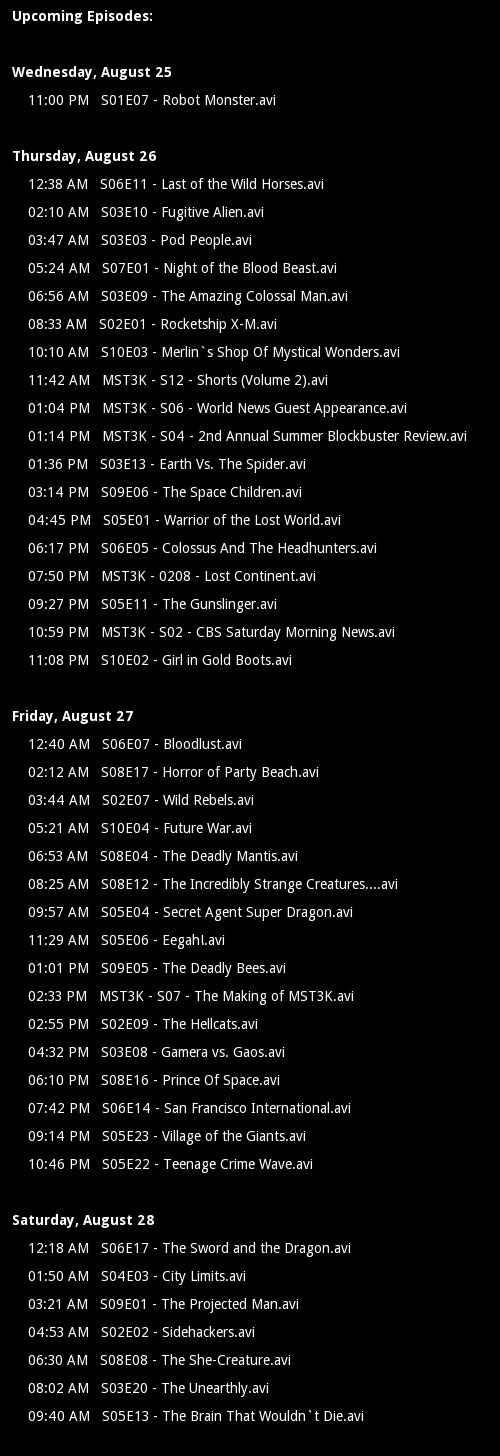 Upcoming Episodes:
Wednesday, August 25
11:00 PM S01E07 - Robot Monster.avi
Thursday, August 26
12:38 AM S06E11 - Last of the Wild Horses.avi
02:10 AM S03E10 - Fugitive Alien.avi
03:47 AM S03E03 - Pod People.avi
05:24 AM S07E01 - Night of the Blood Beast.avi
06:56 AM S03E09 - The Amazing Colossal Man.avi
08:33 AM S02E01 - Rocketship X-M.avi
10:10 AM S10E03 - Merlin`s Shop Of Mystical Wonders.avi
11:42 AM MST3K - S12 - Shorts (Volume 2).avi
01:04 PM MST3K - S06 - World News Guest Appearance.avi
01:14 PM MST3K - S04 - 2nd Annual Summer Blockbuster Review.avi
01:36 PM S03E13 - Earth Vs. The Spider.avi
03:14 PM S09E06 - The Space Children.avi
04:45 PM S05E01 - Warrior of the Lost World.avi
06:17 PM S06E05 - Colossus And The Headhunters.avi
07:50 PM MST3K - 0208 - Lost Continent.avi
09:27 PM S05E11 - The Gunslinger.avi
10:59 PM MST3K - S02 - CBS Saturday Morning News.avi
11:08 PM S10E02 - Girl in Gold Boots.avi
Friday, August 27
12:40 AM S06E07 - Bloodlust.avi
02:12 AM S08E17 - Horror of Party Beach.avi
03:44 AM S02E07 - Wild Rebels.avi
05:21 AM S10E04 - Future War.avi
06:53 AM S08E04 - The Deadly Mantis.avi
08:25 AM S08E12 - The Incredibly Strange Creatures....avi
09:57 AM S05E04 - Secret Agent Super Dragon.avi
11:29 AM S05E06 - Eegah!.avi
01:01 PM S09E05 - The Deadly Bees.avi
02:33 PM MST3K - S07 - The Making of MST3K.avi
02:55 PM S02E09 - The Hellcats.avi
04:32 PM S03E08 - Gamera vs. Gaos.avi
06:10 PM S08E16 - Prince Of Space.avi
07:42 PM S06E14 - San Francisco International.avi
09:14 PM S05E23 - Village of the Giants.avi
10:46 PM S05E22 - Teenage Crime Wave.avi
Saturday, August 28
12:18 AM S06E17 - The Sword and the Dragon.avi
01:50 AM S04E03 - City Limits.avi
03:21 AM S09E01 - The Projected Man.avi
04:53 AM S02E02 - Sidehackers.avi
06:30 AM S08E08 - The She-Creature.avi
08:02 AM S03E20 - The Unearthly.avi
09:40 AM S05E13 - The Brain That Wouldn`t Die.avi